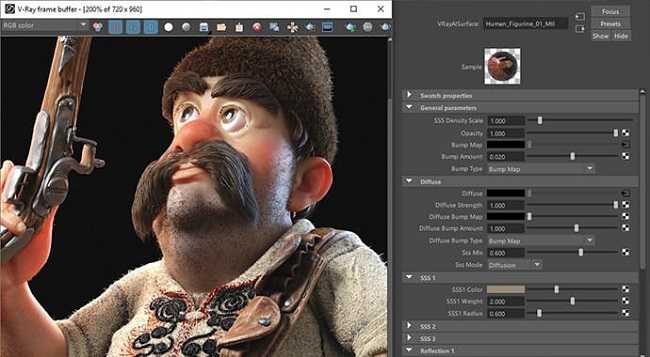 V-Ray frame buffer - [200% of 720 x 960]
RGB color
VRayAlSurface: Human_Figurine_01_Mtl
Focus
Presets
Show Hide
Sample
Swatch properties
General parameters
SSS Density Scale 1.000
Opacity 1.000
Bump Map
Bump Amount 0.020
Bump Type Bump Map
Diffuse
Diffuse
Diffuse Strength 1.000
Diffuse Bump Map
Diffuse Bump Amount 1.000
Diffuse Bump Type Bump Map
Sss Mix 0.600
Sss Mode Diffusion
SSS 1
SSS1 Color
SSS1 Weight 2.000
SSS1 Radius 0.600
SSS 2
SSS 3
Reflection 1